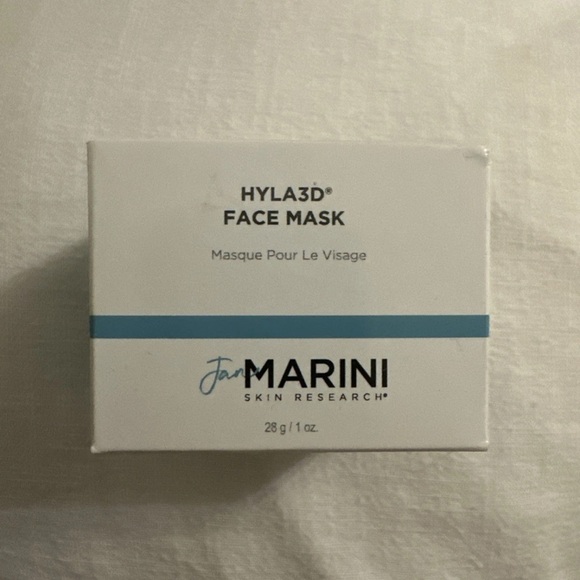 HYLA3D®
FACE MASK
Masque Pour Le Visage
Jan MARINI
SKIN RESEARCH®
28 g / 1 oz.